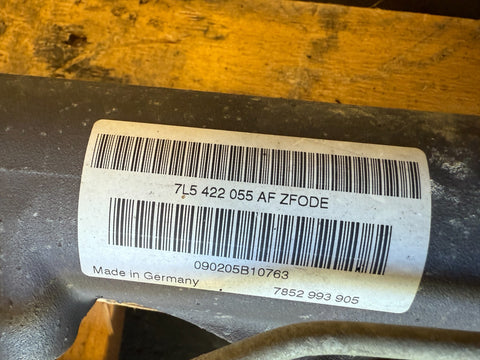 7L5 422 055 AF ZFODE
090205B10763
Made in Germany
7852 993 905